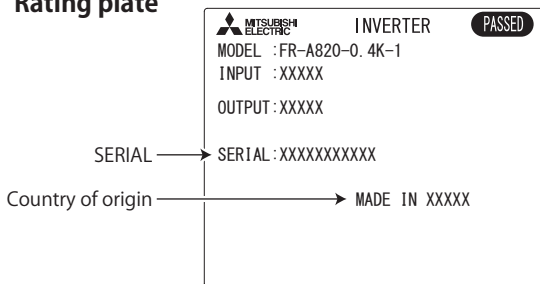 Rating plate
MITSUBISHI ELECTRIC INVERTER PASSED
MODEL :FR-A820-0.4K-1
INPUT :XXXXX
OUTPUT:XXXXX
SERIAL SERIAL:XXXXXXXXXXX
Country of origin MADE IN XXXXX